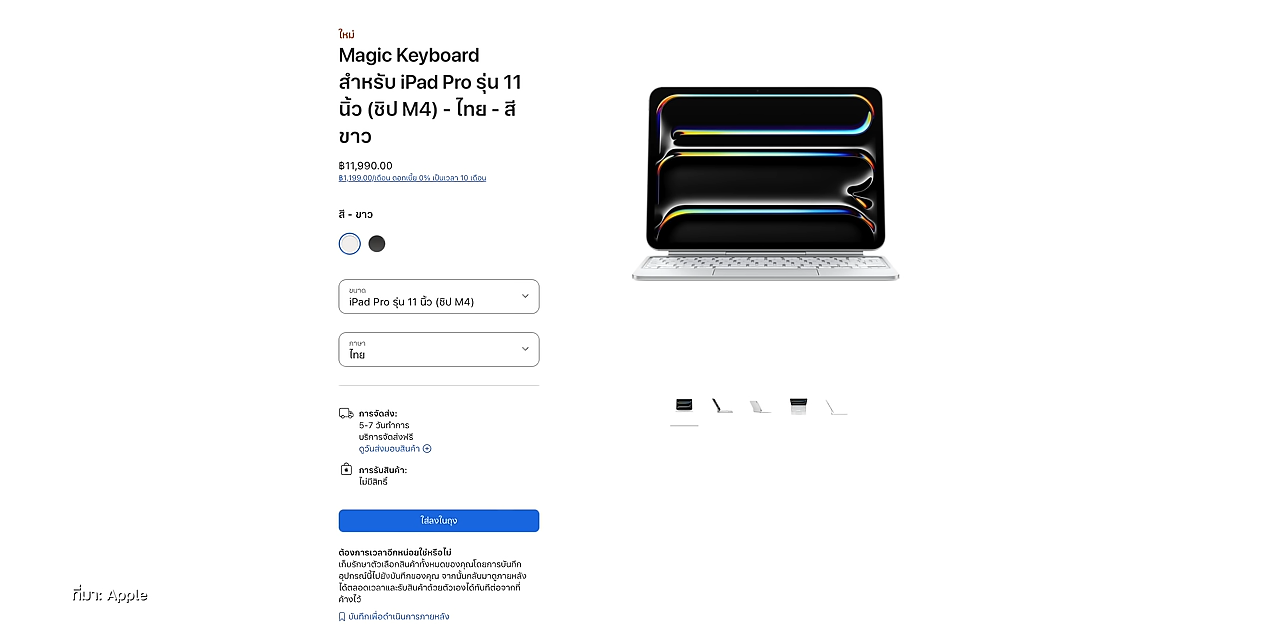 ใหม่
Magic Keyboard
สำหรับ iPad Pro รุ่น 11
นิ้ว (ชิป M4) - ไทย - สี
ขาว
฿11,990.00
฿1,199.00/เดือน ดอกเบี้ย 0% เป็นเวลา 10 เดือน
สี - ขาว
ขนาด
iPad Pro รุ่น 11 นิ้ว (ชิป M4)
ภาษา
ไทย
การจัดส่ง:
5-7 วันทำการ
บริการจัดส่งฟรี
ดูวันส่งมอบสินค้า
การรับสินค้า:
ไม่มีสิทธิ์
ใส่ลงในถุง
ต้องการเวลาอีกหน่อยใช่หรือไม่
เก็บรักษาตัวเลือกสินค้าทั้งหมดของคุณโดยการบันทึก
อุปกรณ์นี้ไปยังบันทึกของคุณ จากนั้นกลับมาดูภายหลัง
ได้ตลอดเวลาและรับสินค้าด้วยตัวเองได้ทันทีต่อจากที่
ค้างไว้
บันทึกเพื่อดำเนินการภายหลัง
ที่มา: Apple